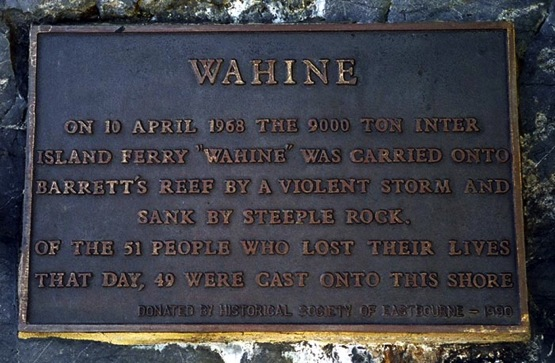 WAHINE
ON 10 APRIL 1968 THE 9000 TON INTER
ISLAND FERRY "WAHINE" WAS CARRIED ONTO
BARRETT'S REEF BY A VIOLENT STORM AND
SANK BY STEEPLE ROCK.
OF THE 51 PEOPLE WHO LOST THEIR LIVES
THAT DAY, 49 WERE CAST ONTO THIS SHORE
DONATED BY HISTORICAL SOCIETY OF EASTBOURNE – 1990